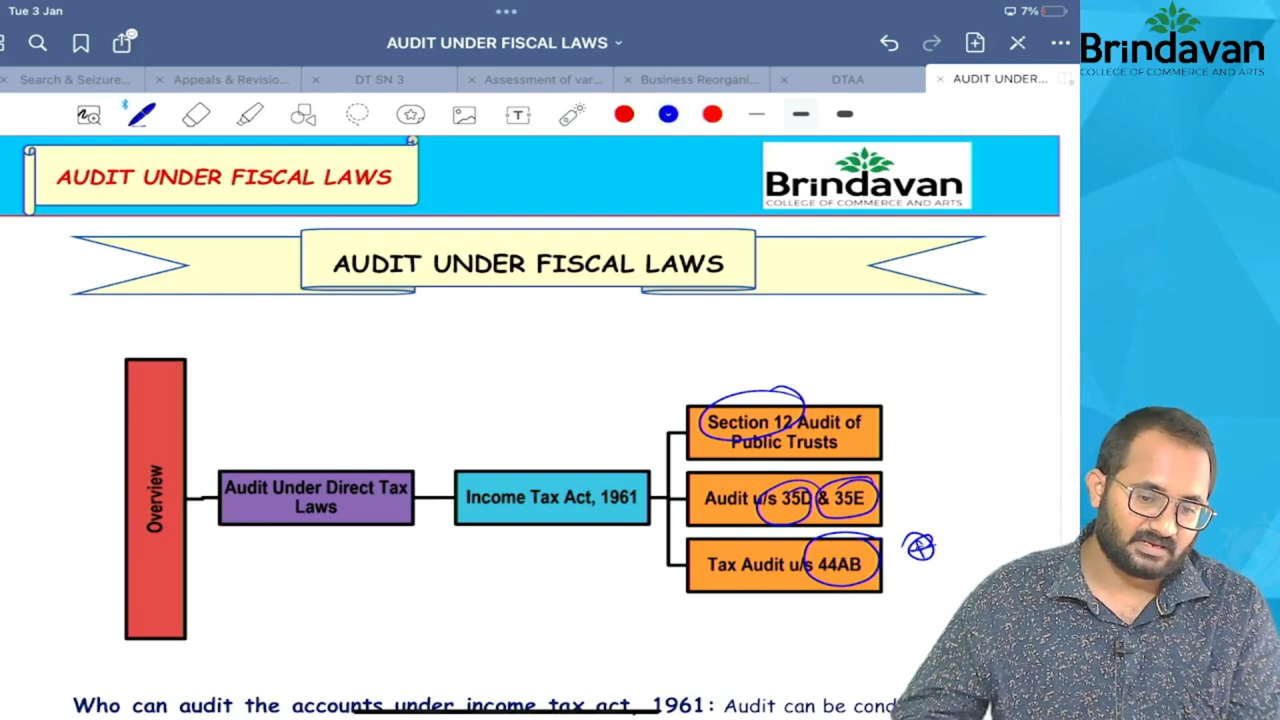 Tue 3 Jan
7%
AUDIT UNDER FISCAL LAWS
Search & Seizure...
Appeals & Revisio...
DT SN 3
Assessment of var...
Business Reorgani...
DTAA
AUDIT UNDER...
T
Brindavan
COLLEGE OF COMMERCE AND ARTS
AUDIT UNDER FISCAL LAWS
Brindavan
COLLEGE OF COMMERCE AND ARTS
AUDIT UNDER FISCAL LAWS
Overview
Audit Under Direct Tax
Laws
Income Tax Act, 1961
Section 12 Audit of
Public Trusts
Audit u/s 35D & 35E
Tax Audit u/s 44AB
Who can audit the accounts under income tax act, 1961: Audit can be cond